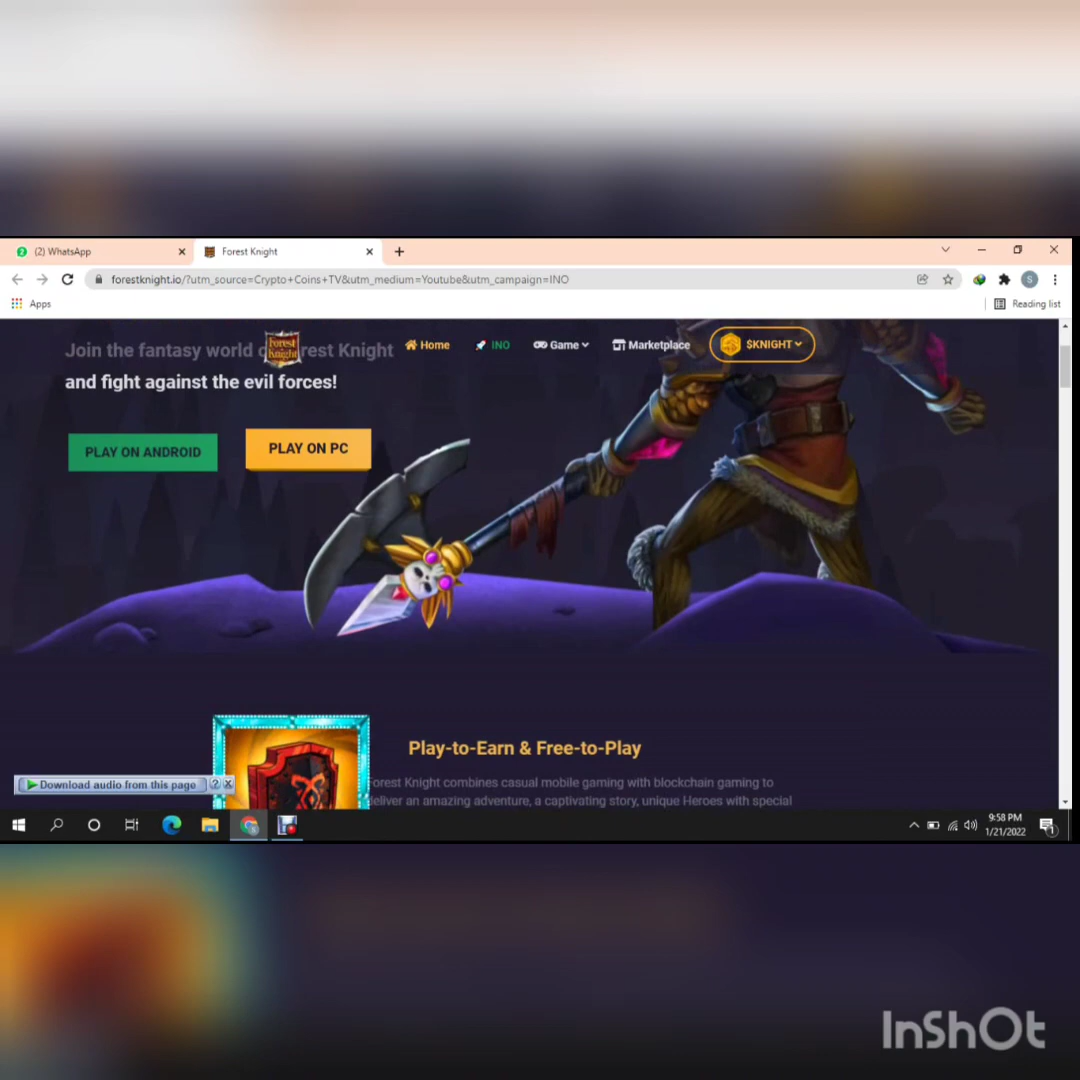 (2) WhatsApp
Forest Knight
forestknight.io/?utm_source=Crypto+Coins+TV&utm_medium=Youtube&utm_campaign=INO
Apps
Reading list
Join the fantasy world rest Knight
Forest
Knight
Home
INO
Game
Marketplace
$KNIGHT
and fight against the evil forces!
PLAY ON ANDROID
PLAY ON PC
Play-to-Earn & Free-to-Play
orest Knight combines casual mobile gaming with blockchain gaming to
Download audio from this page
eliver an amazing adventure, a captivating story, unique Heroes with special
9:58 PM
1/21/2022
InShOt